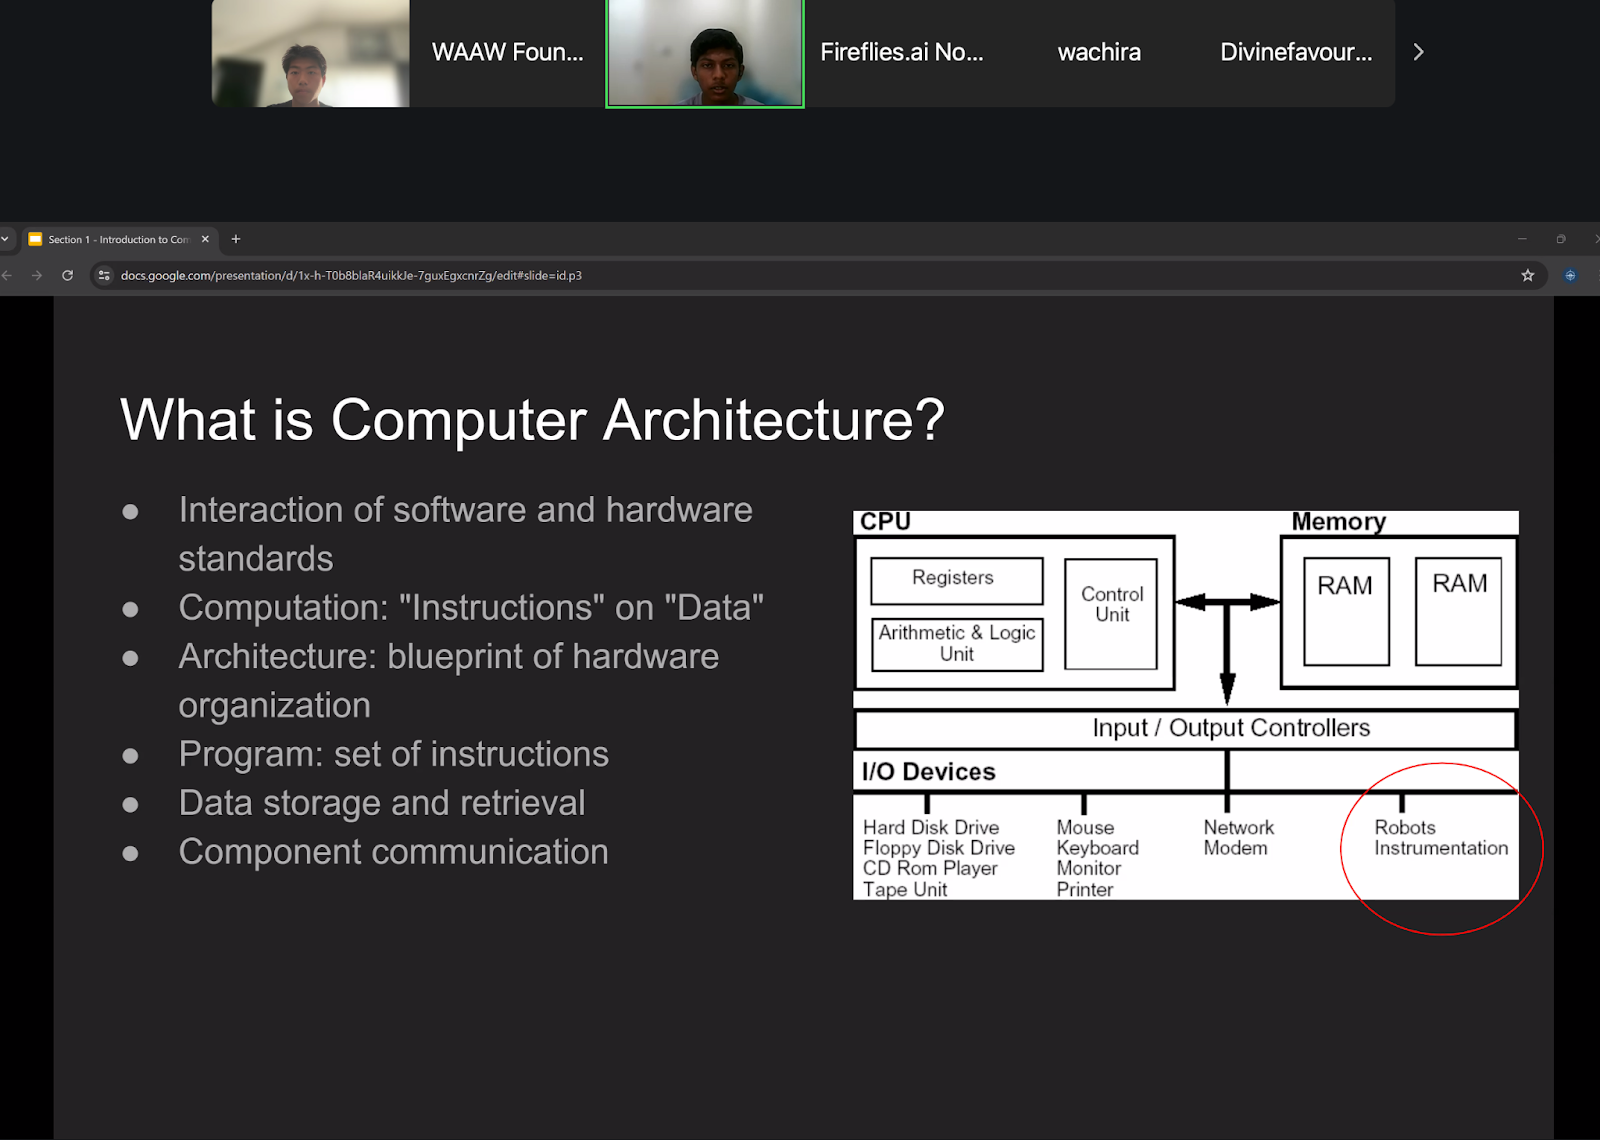 WAAW Foun...
Fireflies.ai No...
wachira
Divinefavour...
Section 1 - Introduction to Com
docs.google.com/presentation/d/1x-h-T0b8blaR4uikkJe-7guxEgxcnrZg/edit#slide=id.p3
What is Computer Architecture?
● Interaction of software and hardware
standards
● Computation: "Instructions" on "Data"
● Architecture: blueprint of hardware
organization
● Program: set of instructions
● Data storage and retrieval
● Component communication
CPU
Registers
Arithmetic & Logic
Unit
Control
Unit
Memory
RAM
RAM
Input / Output Controllers
I/O Devices
Hard Disk Drive
Floppy Disk Drive
CD Rom Player
Tape Unit
Mouse
Keyboard
Monitor
Printer
Network
Modem
Robots
Instrumentation